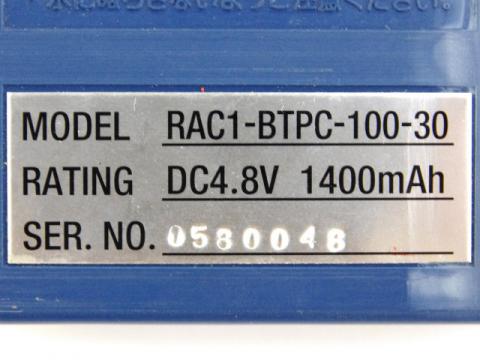 MODEL RAC1-BTPC-100-30
RATING DC4.8V 1400mAh
SER. NO. 0580048